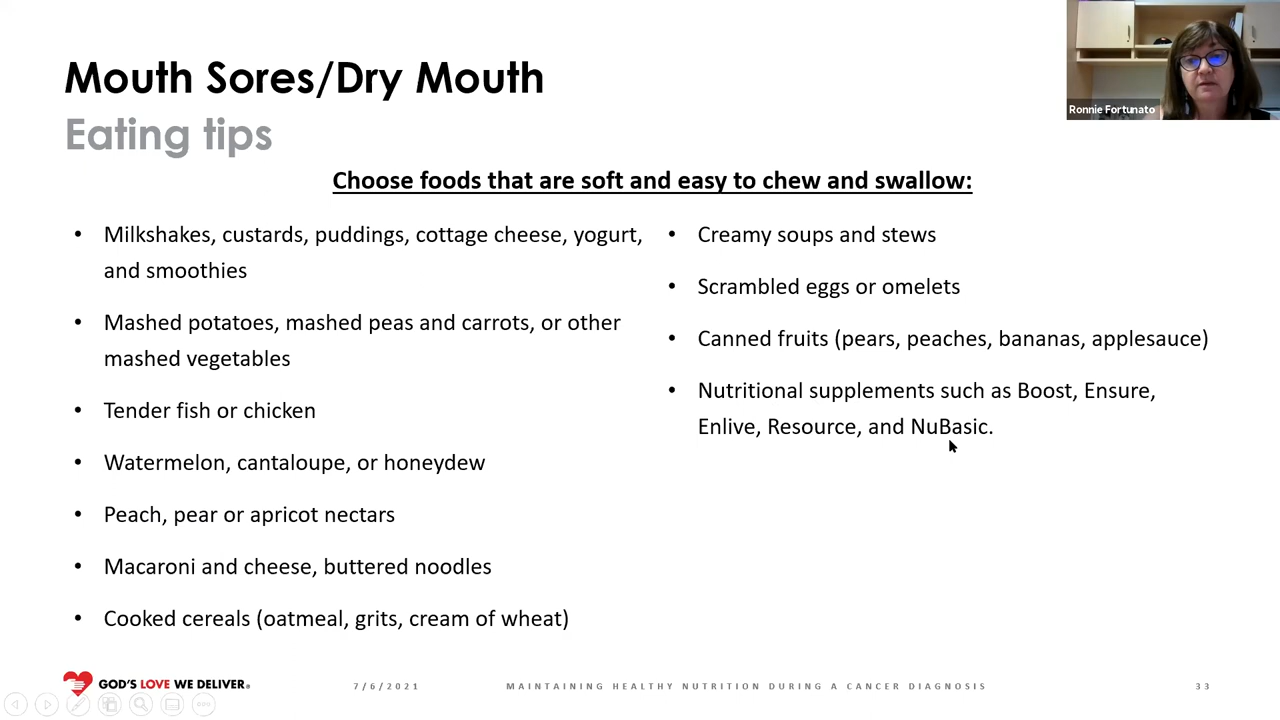 Mouth Sores/Dry Mouth
Eating tips
Ronnie Fortunato
Choose foods that are soft and easy to chew and swallow:
• Milkshakes, custards, puddings, cottage cheese, yogurt,
and smoothies
• Mashed potatoes, mashed peas and carrots, or other
mashed vegetables
• Tender fish or chicken
• Watermelon, cantaloupe, or honeydew
• Peach, pear or apricot nectars
• Macaroni and cheese, buttered noodles
• Cooked cereals (oatmeal, grits, cream of wheat)
• Creamy soups and stews
• Scrambled eggs or omelets
• Canned fruits (pears, peaches, bananas, applesauce)
• Nutritional supplements such as Boost, Ensure,
Enlive, Resource, and NuBasic.
GOD'S LOVE WE DELIVER®
7/6/2021
MAINTAINING HEALTHY NUTRITION DURING A CANCER DIAGNOSIS
33